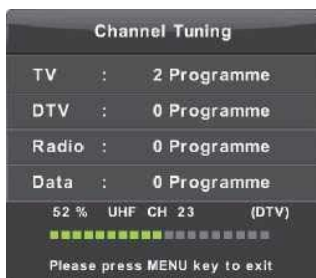 Channel Tuning
TV : 2 Programme
DTV : 0 Programme
Radio : 0 Programme
Data : 0 Programme
52 % UHF CH 23 (DTV)
Please press MENU key to exit